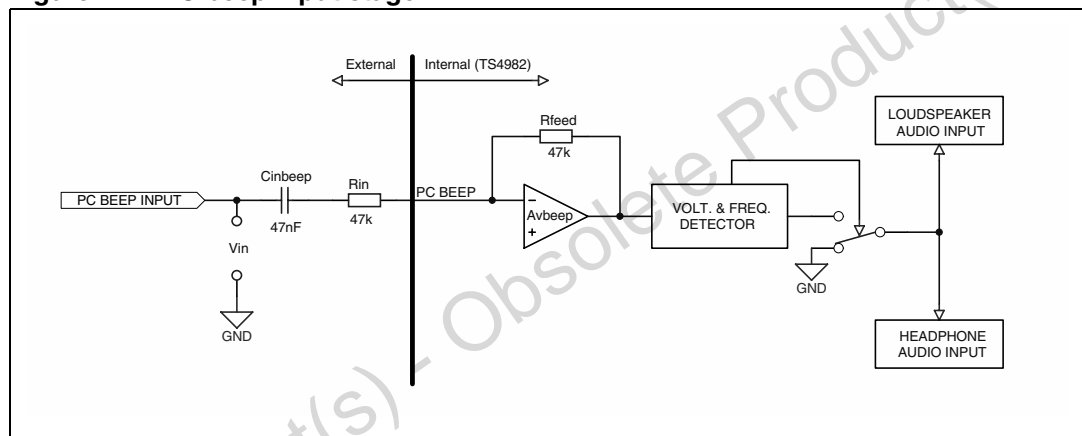 External
Internal (TS4982)
Rfeed
47k
LOUDSPEAKER
AUDIO INPUT
Cinbeep
Rin
PC BEEP
PC BEEP INPUT
47nF
47k
Avbeep
VOLT. & FREQ.
DETECTOR
Vin
GND
GND
HEADPHONE
AUDIO INPUT
- Obsolete Product(
t(s)